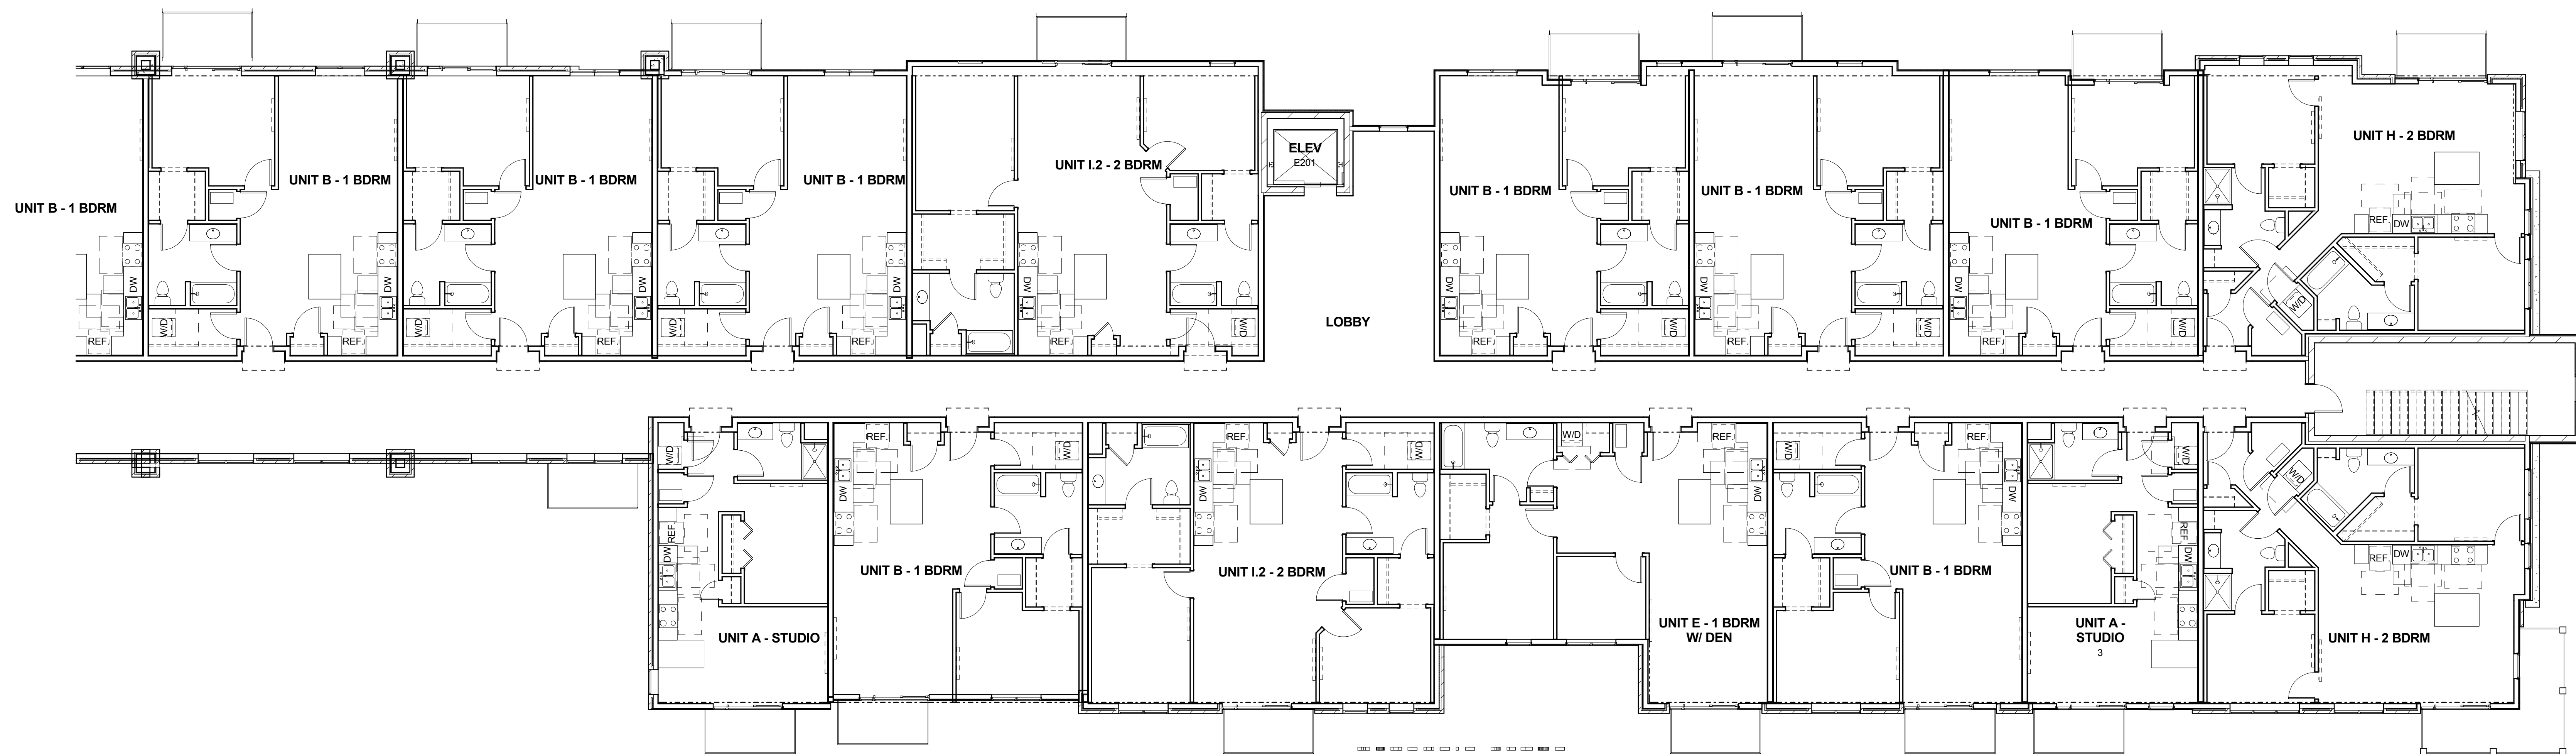 UNIT B - 1 BDRM
UNIT B - 1 BDRM
UNIT B - 1 BDRM
UNIT B - 1 BDRM
UNIT I.2 - 2 BDRM
ELEV
E201
LOBBY
UNIT B - 1 BDRM
UNIT B - 1 BDRM
UNIT B - 1 BDRM
UNIT H - 2 BDRM
DW
REF.
W/D
DW
REF.
W/D
DW
REF.
W/D
DW
REF.
DW
REF.
W/D
DW
REF.
W/D
DW
REF.
W/D
DW
REF.
W/D
REF.
DW
W/D
UNIT A - STUDIO
W/D
REF.
DW
UNIT B - 1 BDRM
REF.
DW
W/D
UNIT I.2 - 2 BDRM
REF.
DW
W/D
UNIT E - 1 BDRM
W/ DEN
W/D
REF.
DW
UNIT B - 1 BDRM
W/D
REF.
DW
UNIT A -
STUDIO
3
W/D
REF.
DW
UNIT H - 2 BDRM
W/D
REF.
DW